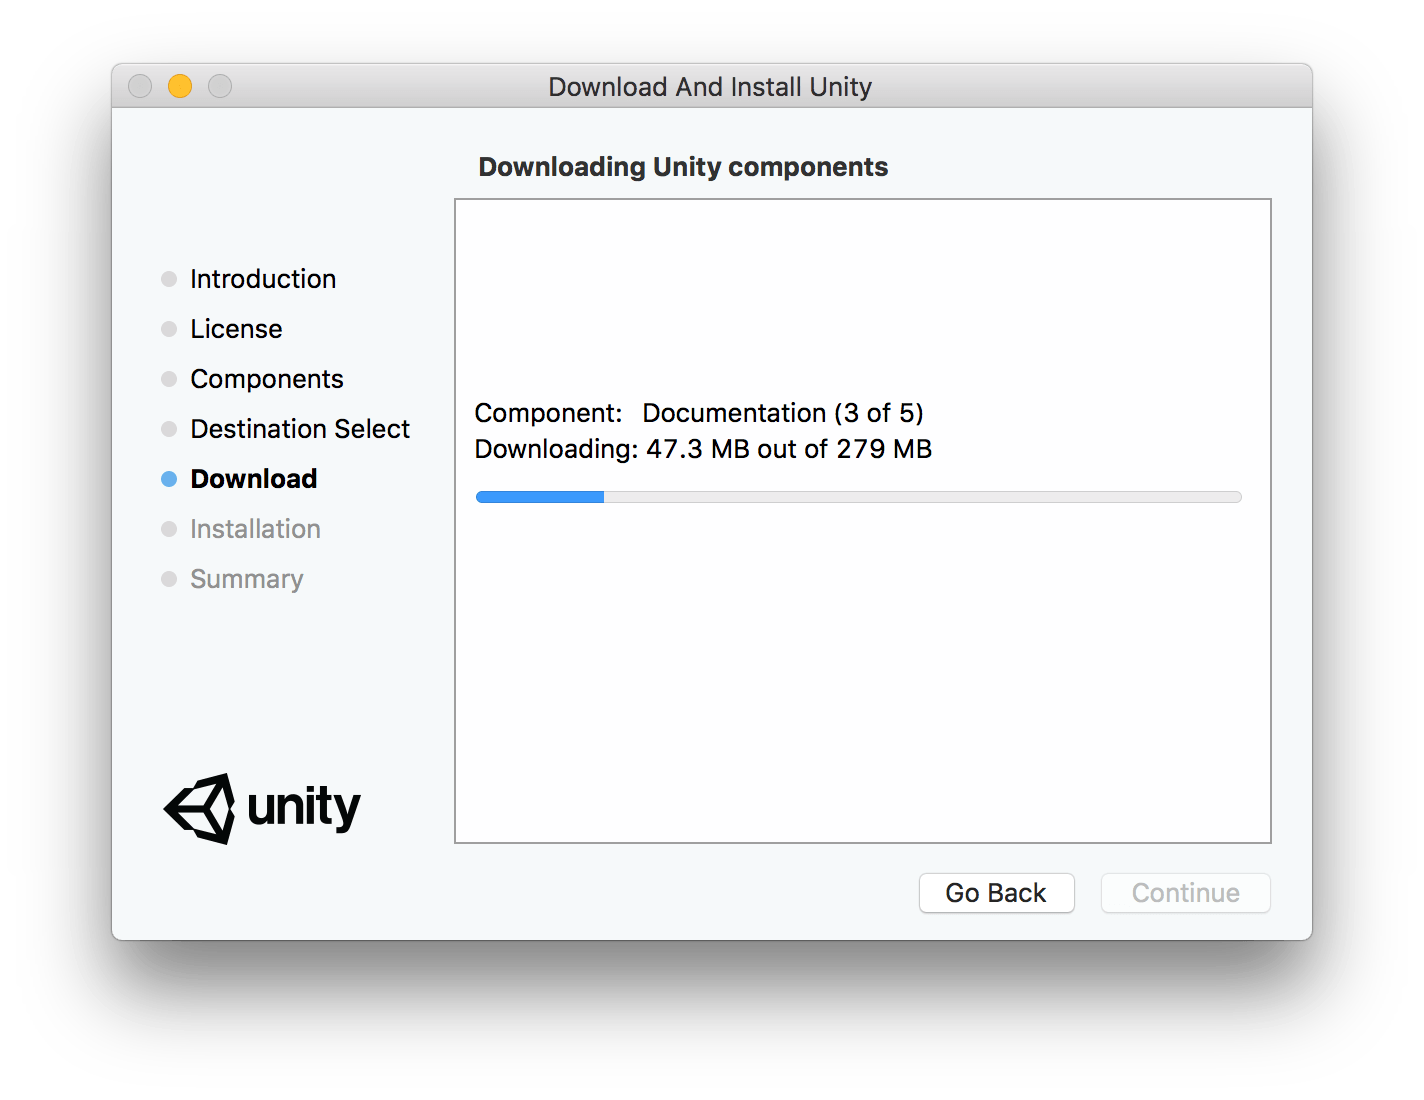 Download And Install Unity
Downloading Unity components
Introduction
License
Components
Destination Select
Download
Installation
Summary
Component: Documentation (3 of 5)
Downloading: 47.3 MB out of 279 MB
unity
Go Back
Continue